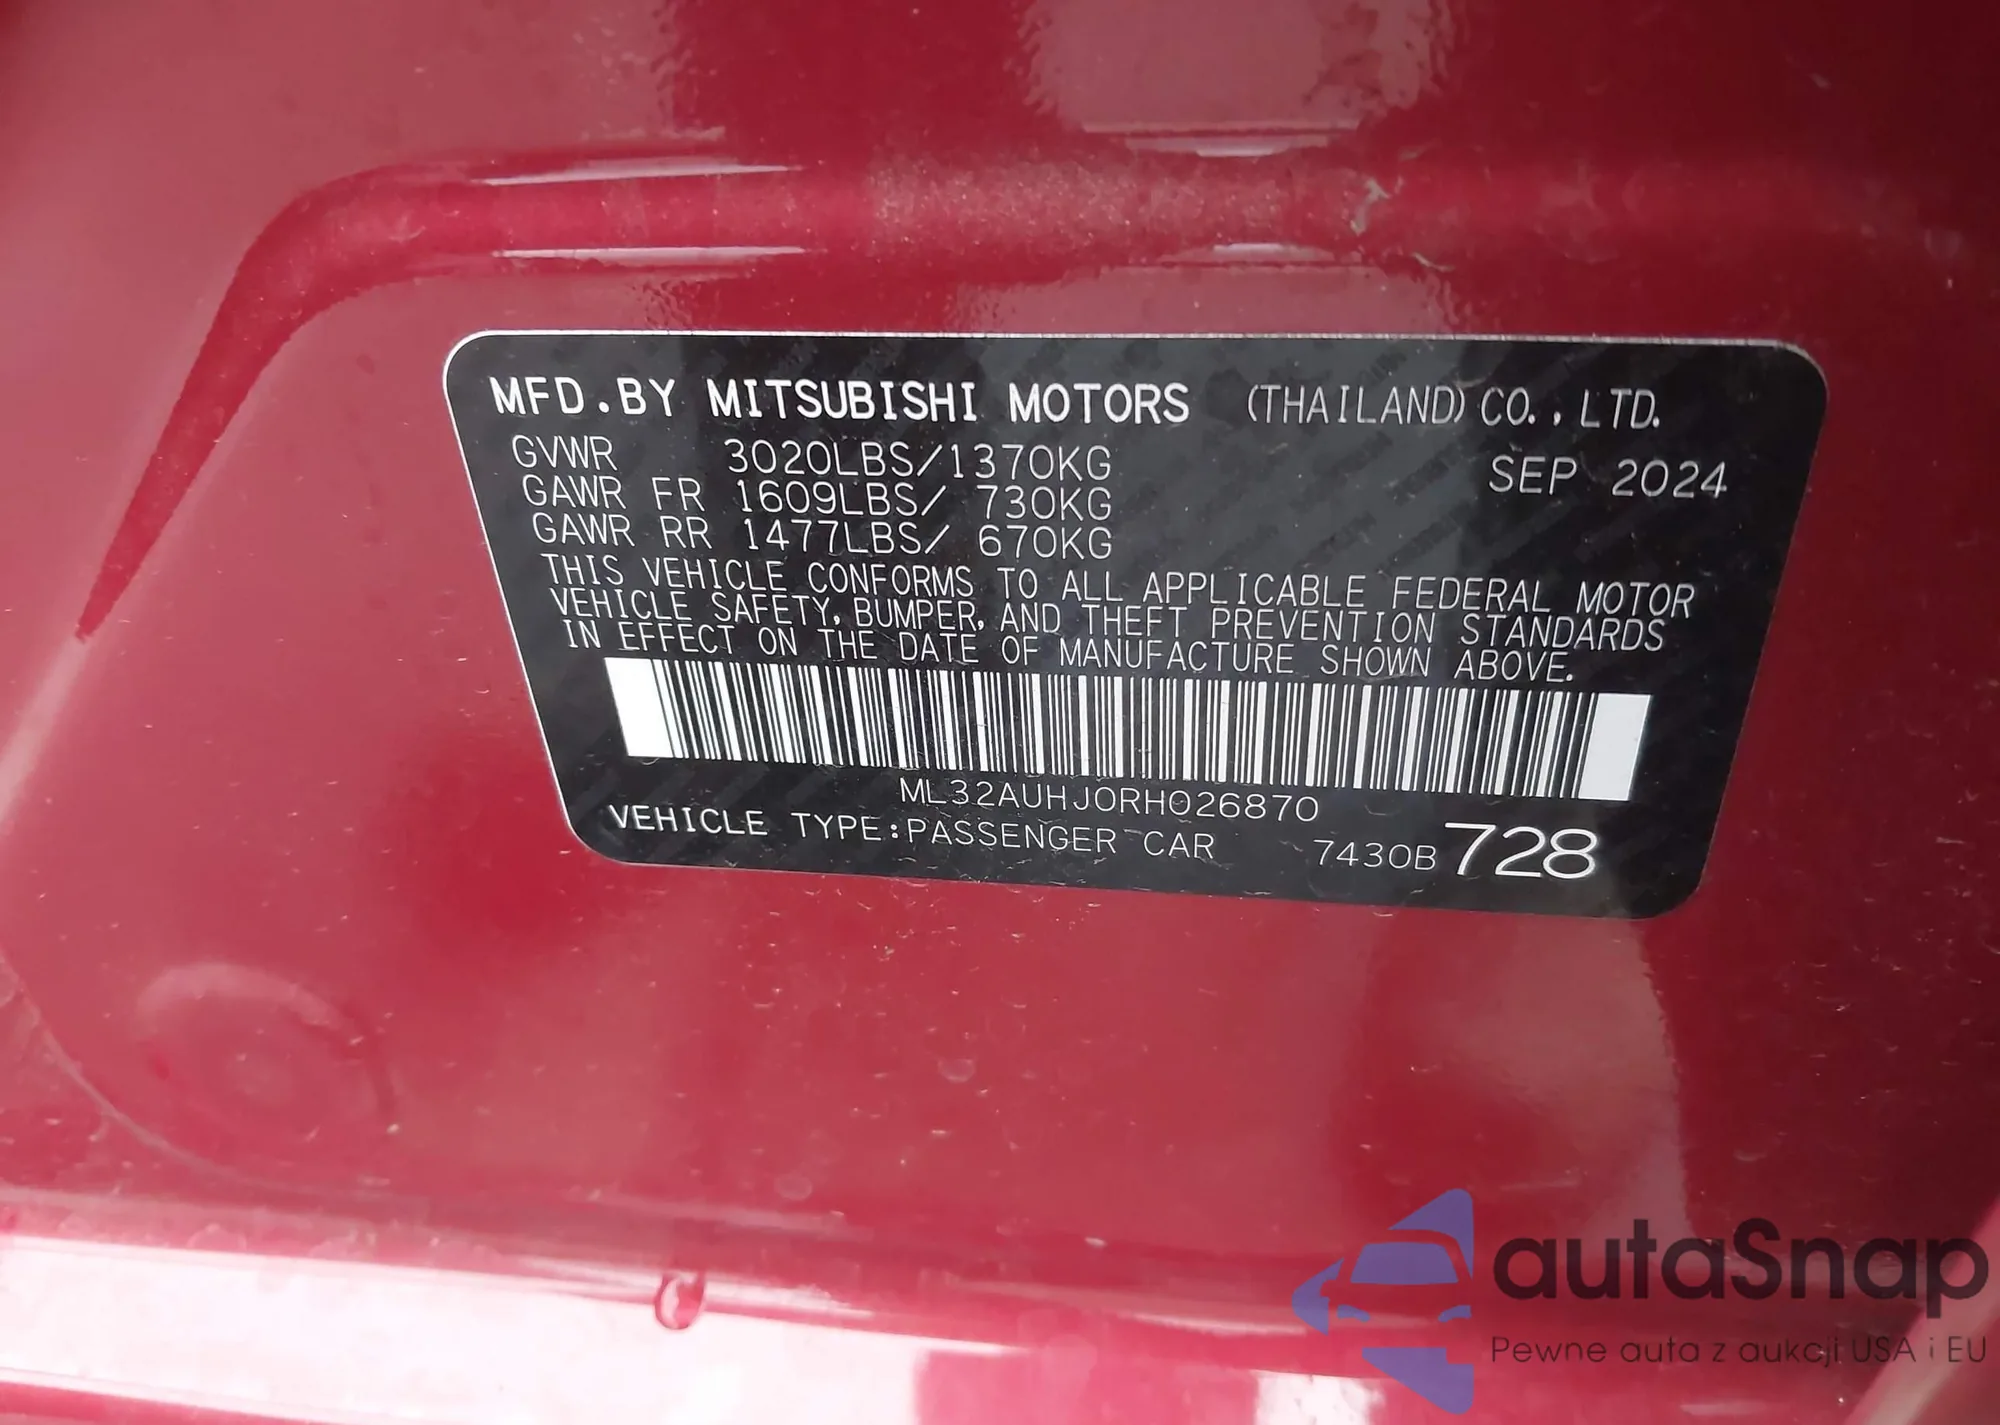 MFD.BY MITSUBISHI MOTORS (THAILAND) CO.,LTD.
GVWR 3020LBS/1370KG SEP 2024
GAWR FR 1609LBS/ 730KG
GAWR RR 1477LBS/ 670KG
THIS VEHICLE CONFORMS TO ALL APPLICABLE FEDERAL MOTOR
VEHICLE SAFETY, BUMPER, AND THEFT PREVENTION STANDARDS
IN EFFECT ON THE DATE OF MANUFACTURE SHOWN ABOVE.
ML32AUHJ0RH026870
VEHICLE TYPE:PASSENGER CAR 7430B 728
autaSnap
Pewne auta z aukcji USA i EU